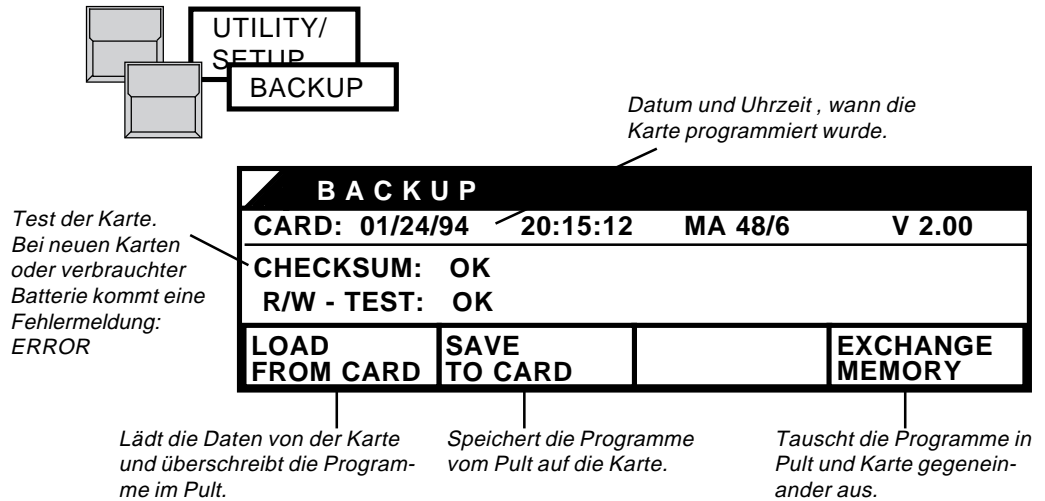 UTILITY/
SETUP
BACKUP
Datum und Uhrzeit , wann die
Karte programmiert wurde.
BACKUP
CARD: 01/24/94 20:15:12 MA 48/6 V 2.00
Test der Karte.
Bei neuen Karten
oder verbrauchter
Batterie kommt eine
Fehlermeldung:
ERROR
CHECKSUM: OK
R/W - TEST: OK
LOAD
FROM CARD
SAVE
TO CARD
EXCHANGE
MEMORY
Lädt die Daten von der Karte
und überschreibt die Program-
me im Pult.
Speichert die Programme
vom Pult auf die Karte.
Tauscht die Programme in
Pult und Karte gegenein-
ander aus.